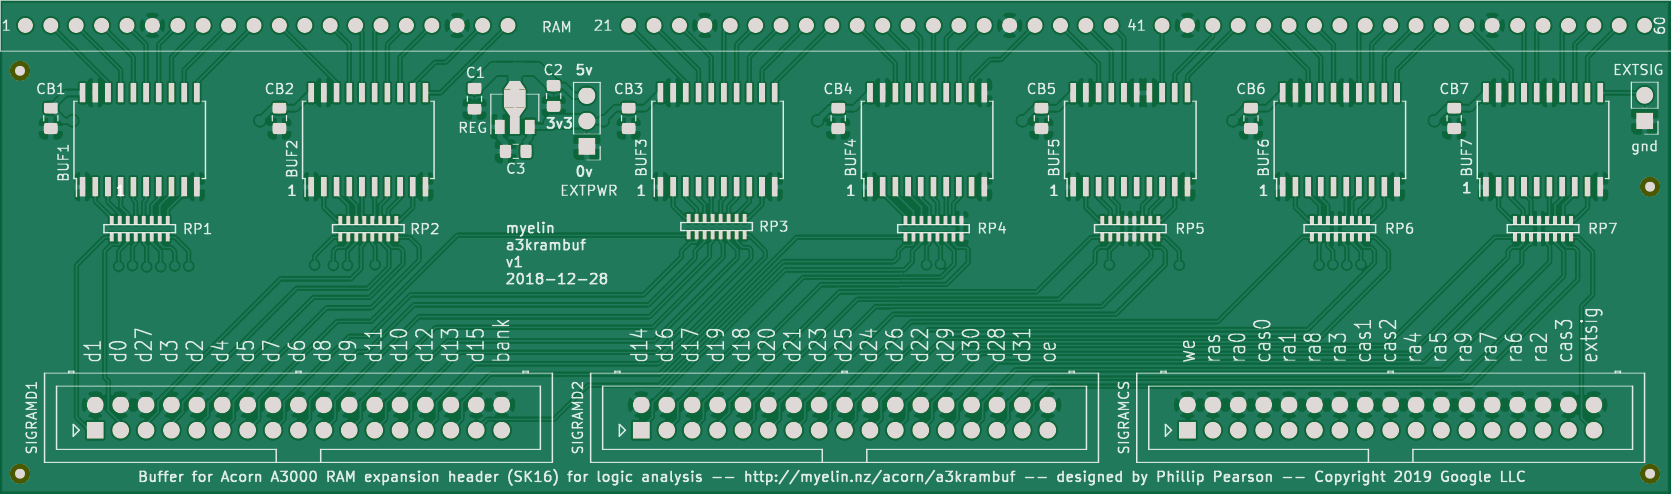 1 RAM 21 41 60
CB1 CB2 C1 C2 5v CB3 CB4 CB5 CB6 CB7 EXTSIG
REG 3v3
BUF1 BUF2 C3 BUF3 BUF4 BUF5 BUF6 BUF7 gnd
0v
1 1 EXTPWR 1 1 1 1 1
RP1 RP2 RP3 RP4 RP5 RP6 RP7
myelin
a3krambuf
v1
2018-12-28
d1 d0 d27 d3 d2 d4 d5 d7 d6 d8 d9 d11 d10 d12 d13 d15 bank
d14 d16 d17 d19 d18 d20 d21 d23 d25 d24 d26 d22 d29 d30 d28 d31 oe
we ras ra0 cas0 ra1 ra8 ra3 cas1 cas2 ra4 ra5 ra9 ra7 ra6 ra2 cas3 extsig
SIGRAMD1 SIGRAMD2 SIGRAMCS
Buffer for Acorn A3000 RAM expansion header (SK16) for logic analysis -- http://myelin.nz/acorn/a3krambuf -- designed by Phillip Pearson -- Copyright 2019 Google LLC